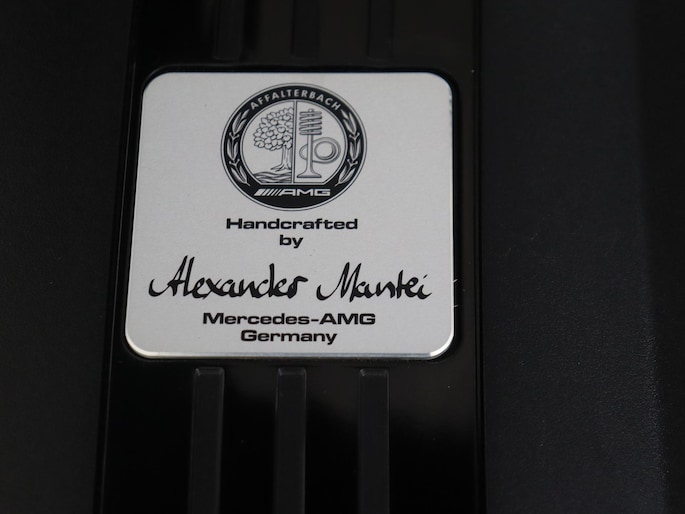 AFFALTERBACH
AMG
Handcrafted
by
Alexander Mantei
Mercedes-AMG
Germany